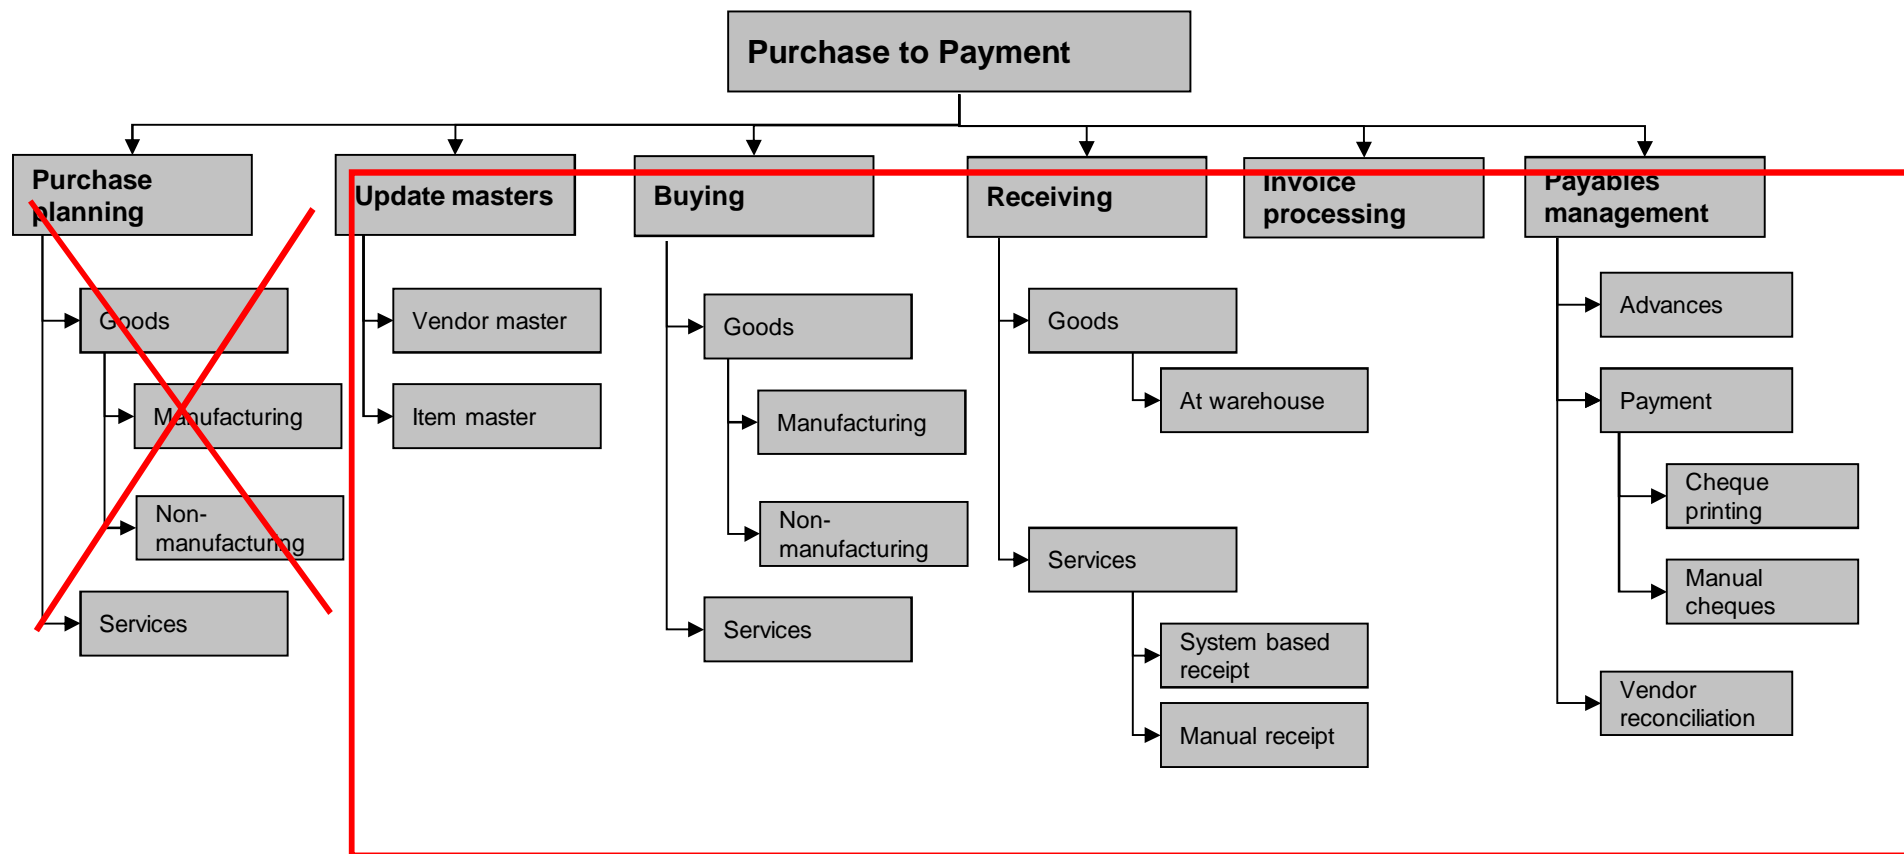 Purchase to Payment
Purchase
planning
Goods
Manufacturing
Non-
manufacturing
Services
Update masters
Vendor master
Item master
Buying
Goods
Manufacturing
Non-
manufacturing
Services
Receiving
Goods
At warehouse
Services
System based
receipt
Manual receipt
Invoice
processing
Payables
management
Advances
Payment
Cheque
printing
Manual
cheques
Vendor
reconciliation